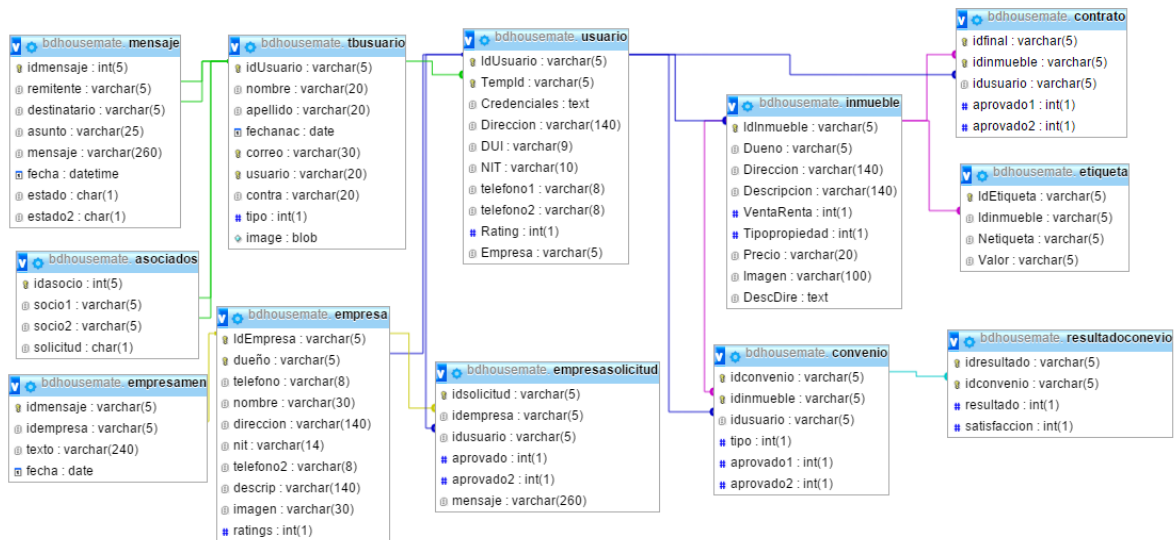 bdhousemate. mensaje
idmensaje : int(5)
remitente : varchar(5)
destinatario : varchar(5)
asunto : varchar(25)
mensaje : varchar(260)
fecha : datetime
estado : char(1)
estado2 : char(1)
bdhousemate. tbusuario
idUsuario : varchar(5)
nombre : varchar(20)
apellido : varchar(20)
fechanac : date
correo : varchar(30)
usuario : varchar(20)
contra : varchar(20)
tipo : int(1)
image : blob
bdhousemate. usuario
IdUsuario : varchar(5)
TempId : varchar(5)
Credenciales : text
Direccion : varchar(140)
DUI : varchar(9)
NIT : varchar(10)
telefono1 : varchar(8)
telefono2 : varchar(8)
Rating : int(1)
Empresa : varchar(5)
bdhousemate. contrato
idfinal : varchar(5)
idinmueble : varchar(5)
idusuario : varchar(5)
aprovado1 : int(1)
aprovado2 : int(1)
bdhousemate. inmueble
IdInmueble : varchar(5)
Dueno : varchar(5)
Direccion : varchar(140)
Descripcion : varchar(140)
VentaRenta : int(1)
Tipopropiedad : int(1)
Precio : varchar(20)
Imagen : varchar(100)
DescDire : text
bdhousemate. etiqueta
IdEtiqueta : varchar(5)
Idinmueble : varchar(5)
Netiqueta : varchar(5)
Valor : varchar(5)
bdhousemate. asociados
idasocio : int(5)
socio1 : varchar(5)
socio2 : varchar(5)
solicitud : char(1)
bdhousemate. empresa
IdEmpresa : varchar(5)
dueño : varchar(5)
telefono : varchar(8)
nombre : varchar(30)
direccion : varchar(140)
nit : varchar(14)
telefono2 : varchar(8)
descrip : varchar(140)
imagen : varchar(30)
ratings : int(1)
bdhousemate. empresamen
idmensaje : varchar(5)
idempresa : varchar(5)
texto : varchar(240)
fecha : date
bdhousemate. empresasolicitud
idsolicitud : varchar(5)
idempresa : varchar(5)
idusuario : varchar(5)
aprovado : int(1)
aprovado2 : int(1)
mensaje : varchar(260)
bdhousemate. convenio
idconvenio : varchar(5)
idinmueble : varchar(5)
idusuario : varchar(5)
tipo : int(1)
aprovado1 : int(1)
aprovado2 : int(1)
bdhousemate. resultadoconevio
idresultado : varchar(5)
idconvenio : varchar(5)
resultado : int(1)
satisfaccion : int(1)